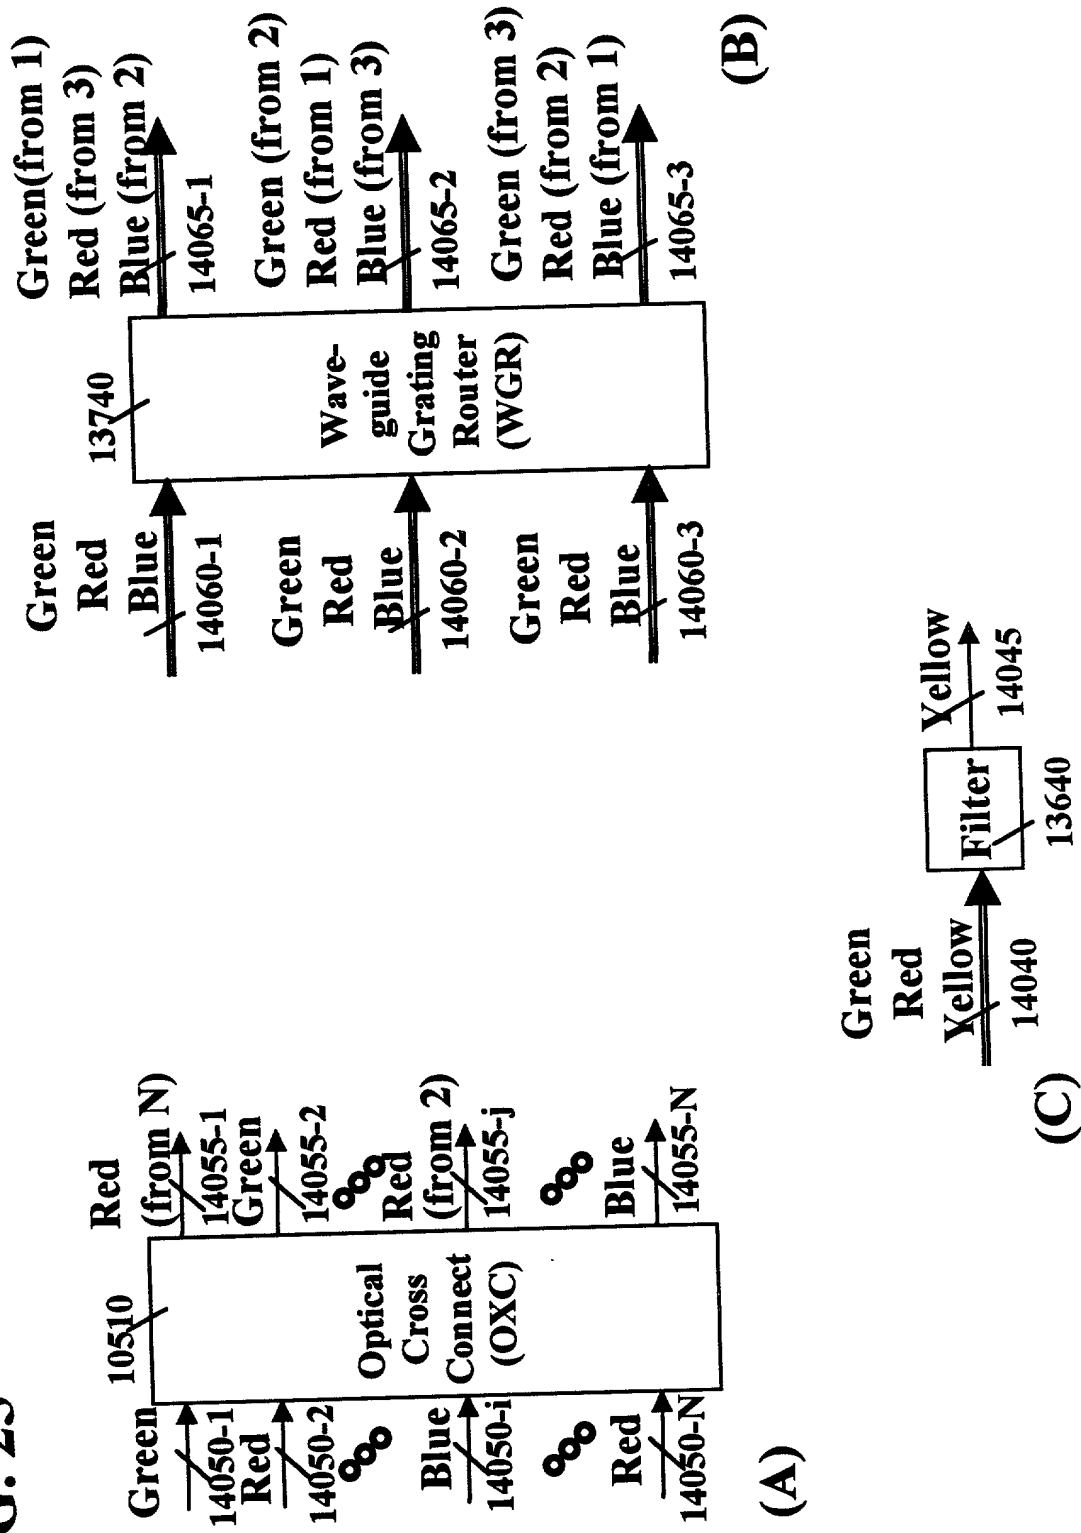 G. 23
10510
Green
14050-1
Red
14050-2
Blue
14050-i
Red
14050-N
Optical
Cross
Connect
(OXC)
Red
(from N)
14055-1
Green
14055-2
Red
(from 2)
14055-j
Blue
14055-N
(A)
13740
Green
Red
Blue
14060-1
Green
Red
Blue
14060-2
Green
Red
Blue
14060-3
Wave-
guide
Grating
Router
(WGR)
Green(from 1)
Red (from 3)
Blue (from 2)
14065-1
Green (from 2)
Red (from 1)
Blue (from 3)
14065-2
Green (from 3)
Red (from 2)
Blue (from 1)
14065-3
(B)
Green
Red
Yellow
14040
Filter
13640
Yellow
14045
(C)